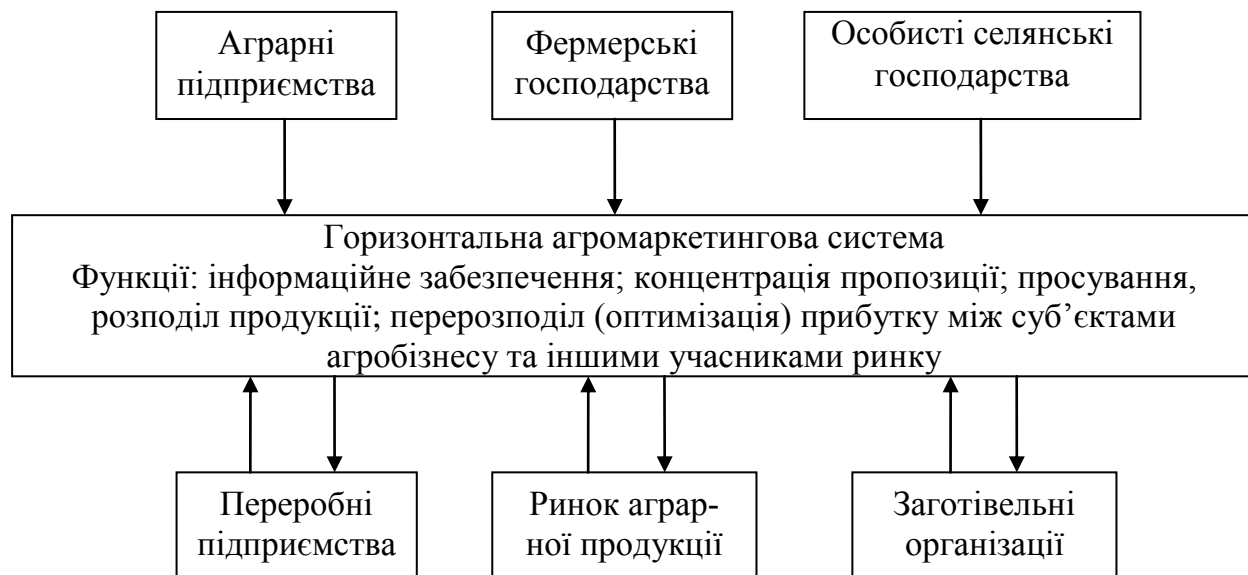 Аграрні
підприємства
Фермерські
господарства
Особисті селянські
господарства
Горизонтальна агромаркетингова система
Функції: інформаційне забезпечення; концентрація пропозиції; просування,
розподіл продукції; перерозподіл (оптимізація) прибутку між суб’єктами
агробізнесу та іншими учасниками ринку
Переробні
підприємства
Ринок аграр-
ної продукції
Заготівельні
організації